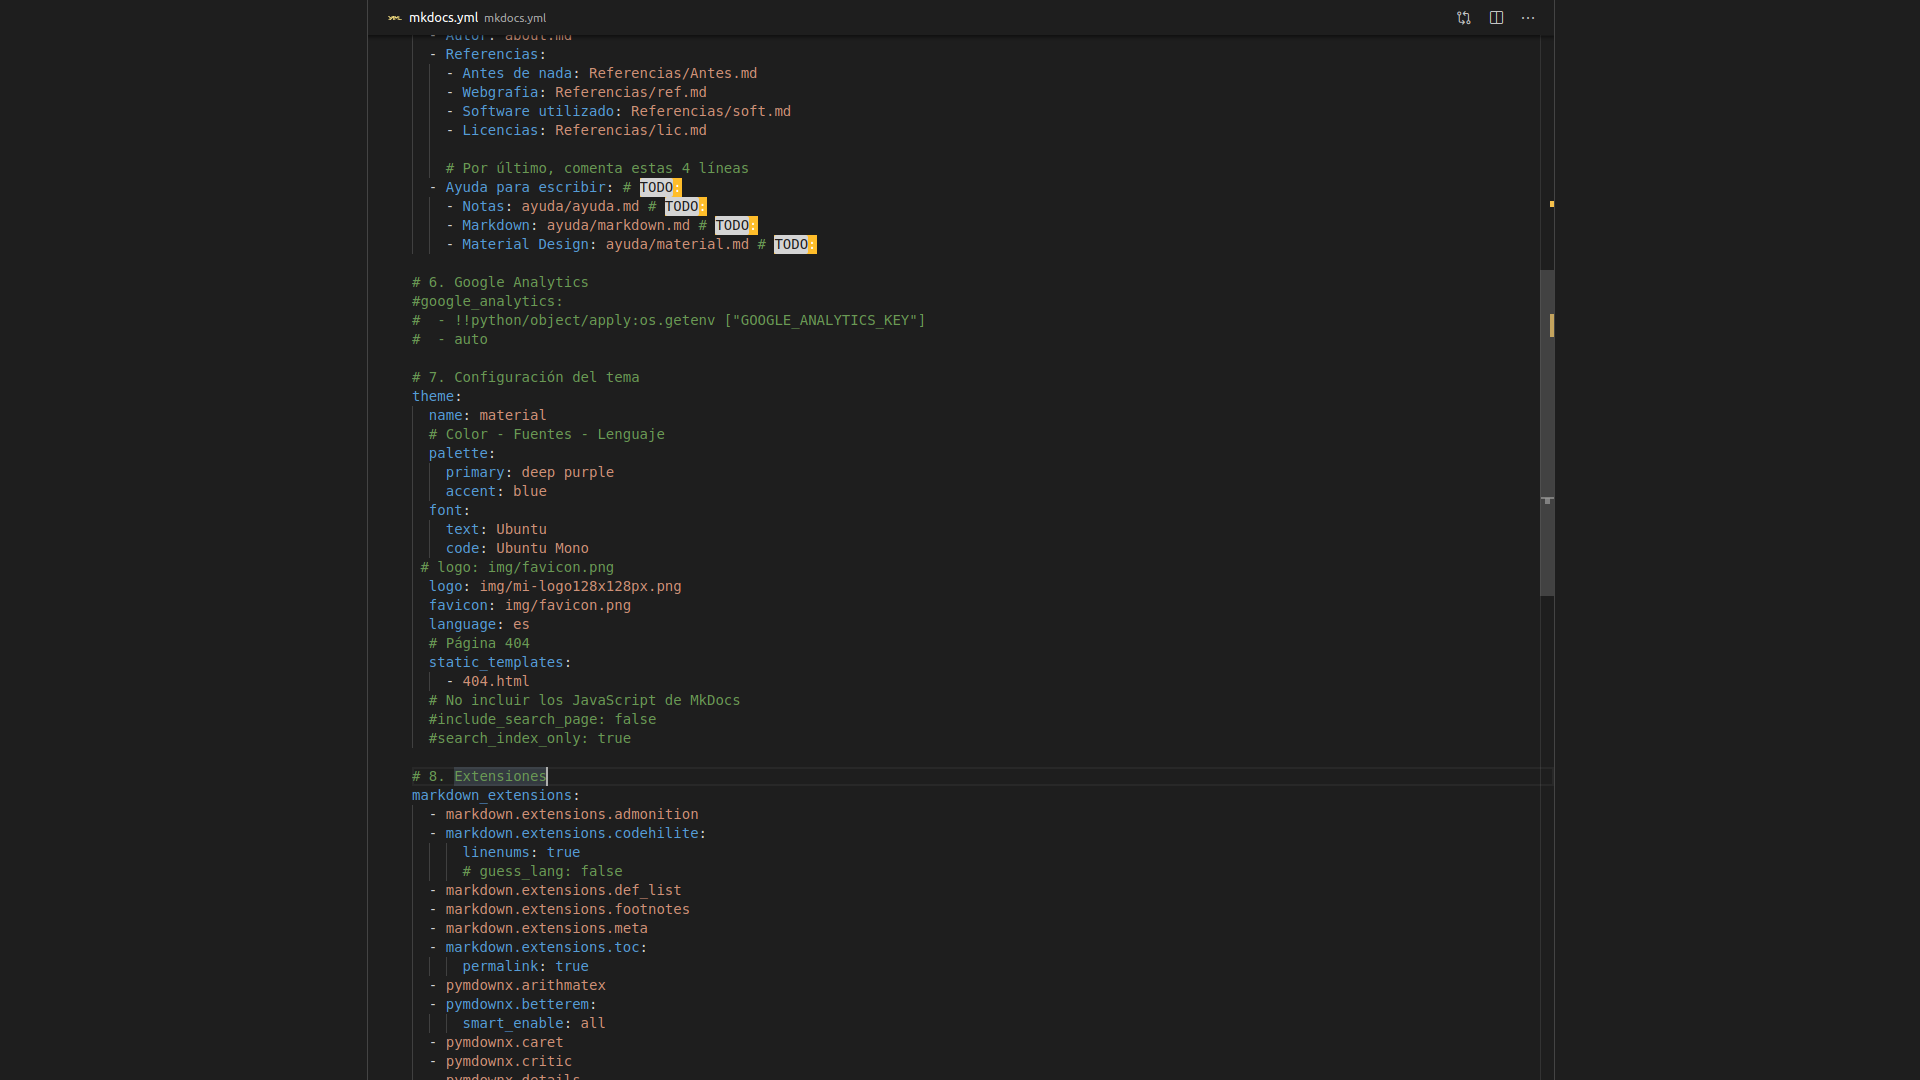 mkdocs.yml mkdocs.yml
- Autor: about.md
- Referencias:
- Antes de nada: Referencias/Antes.md
- Webgrafia: Referencias/ref.md
- Software utilizado: Referencias/soft.md
- Licencias: Referencias/lic.md
# Por último, comenta estas 4 líneas
- Ayuda para escribir: # TODO:
- Notas: ayuda/ayuda.md # TODO:
- Markdown: ayuda/markdown.md # TODO:
- Material Design: ayuda/material.md # TODO:
# 6. Google Analytics
#google_analytics:
#  - !!python/object/apply:os.getenv ["GOOGLE_ANALYTICS_KEY"]
#  - auto
# 7. Configuración del tema
theme:
name: material
# Color - Fuentes - Lenguaje
palette:
primary: deep purple
accent: blue
font:
text: Ubuntu
code: Ubuntu Mono
# logo: img/favicon.png
logo: img/mi-logo128x128px.png
favicon: img/favicon.png
language: es
# Página 404
static_templates:
- 404.html
# No incluir los JavaScript de MkDocs
#include_search_page: false
#search_index_only: true
# 8. Extensiones
markdown_extensions:
- markdown.extensions.admonition
- markdown.extensions.codehilite:
linenums: true
# guess_lang: false
- markdown.extensions.def_list
- markdown.extensions.footnotes
- markdown.extensions.meta
- markdown.extensions.toc:
permalink: true
- pymdownx.arithmatex
- pymdownx.betterem:
smart_enable: all
- pymdownx.caret
- pymdownx.critic
- pymdownx.details